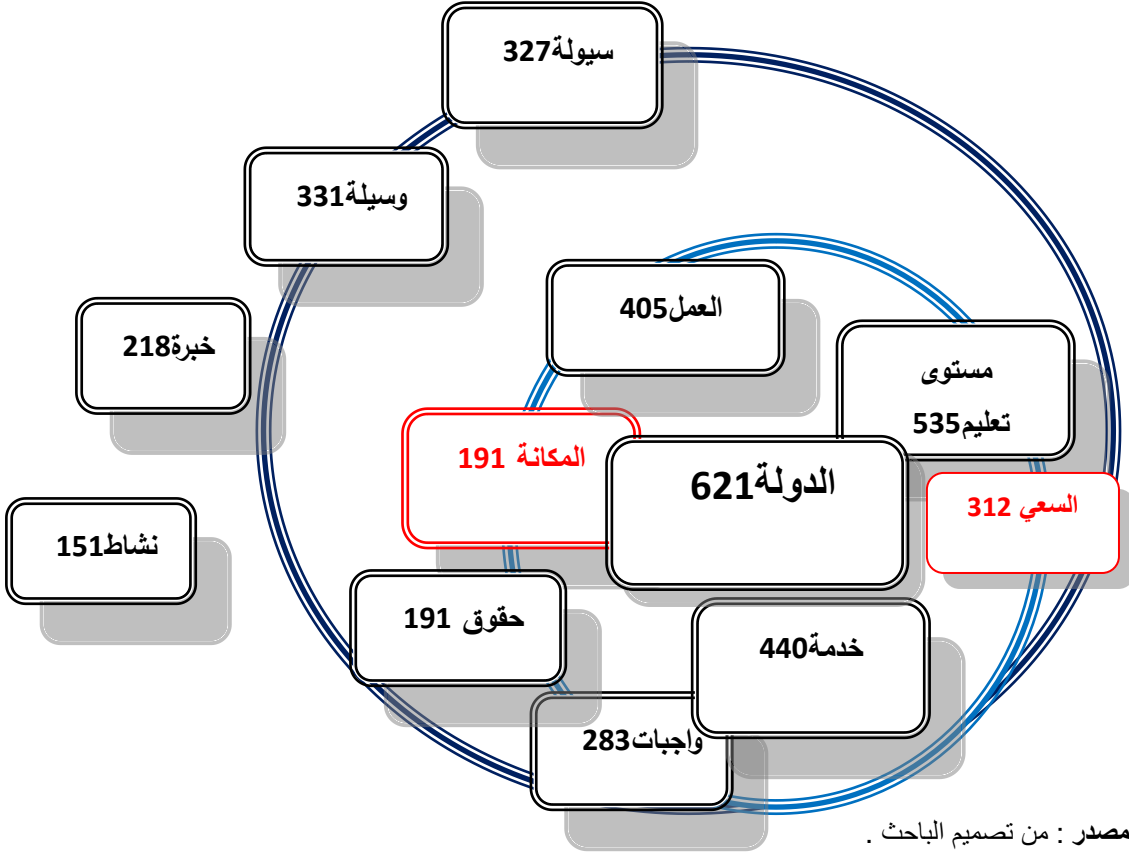 سيولة327
وسيلة331
العمل405
خبرة218
مستوى
تعليم535
المكانة 191
الدولة621
السعي 312
نشاط151
حقوق 191
خدمة440
واجبات283
مصدر : من تصميم الباحث .